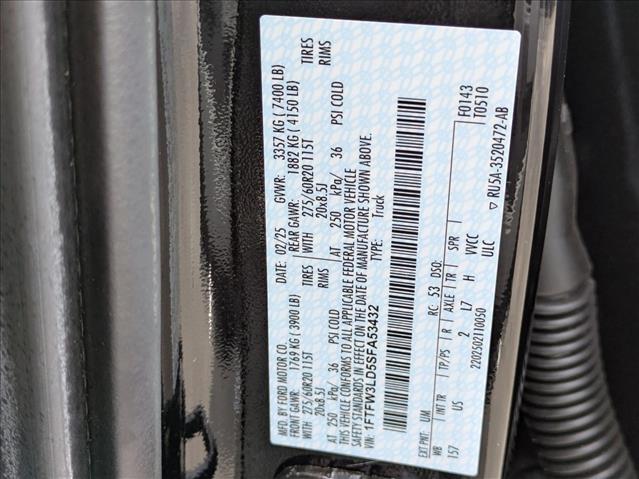 MFD. BY FORD MOTOR CO. DATE: 02/25 GVWR: 3357 KG ( 7400 LB)
FRONT GAWR: 1769 KG ( 3900 LB) REAR GAWR: 1882 KG ( 4150 LB)
WITH 275/60R20 115T TIRES WITH 275/60R20 115T TIRES
20x8.5J RIMS 20x8.5J RIMS
AT 250 kPa/ 36 PSI COLD AT 250 kPa/ 36 PSI COLD
THIS VEHICLE CONFORMS TO ALL APPLICABLE FEDERAL MOTOR VEHICLE
SAFETY STANDARDS IN EFFECT ON THE DATE OF MANUFACTURE SHOWN ABOVE.
VIN: 1FTFW3LD5SFA53432 TYPE: Truck
F0143
T0510
EXT PNT: UM RC: 53 DSO:
WB INT TR TP/PS R AXLE TR SPR
157 US 2 L7 H VVCC
2202502110050 ULC
RU5A-3520472-AB